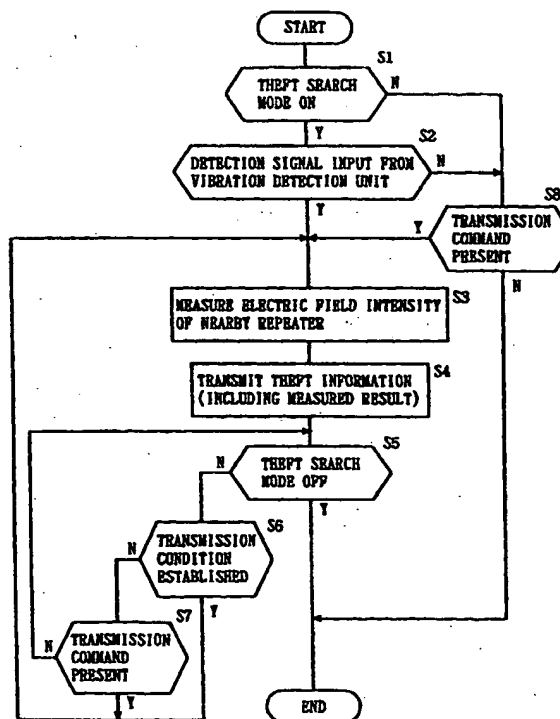 START
S1
THEFT SEARCH
MODE ON
N
Y
S2
DETECTION SIGNAL INPUT FROM
VIBRATION DETECTION UNIT
N
Y
S8
TRANSMISSION
COMMAND
PRESENT
Y
N
S3
MEASURE ELECTRIC FIELD INTENSITY
OF NEARBY REPEATER
S4
TRANSMIT THEFT INFORMATION
(INCLUDING MEASURED RESULT)
S5
THEFT SEARCH
MODE OFF
N
Y
S6
TRANSMISSION
CONDITION
ESTABLISHED
N
Y
S7
TRANSMISSION
COMMAND
PRESENT
N
Y
END